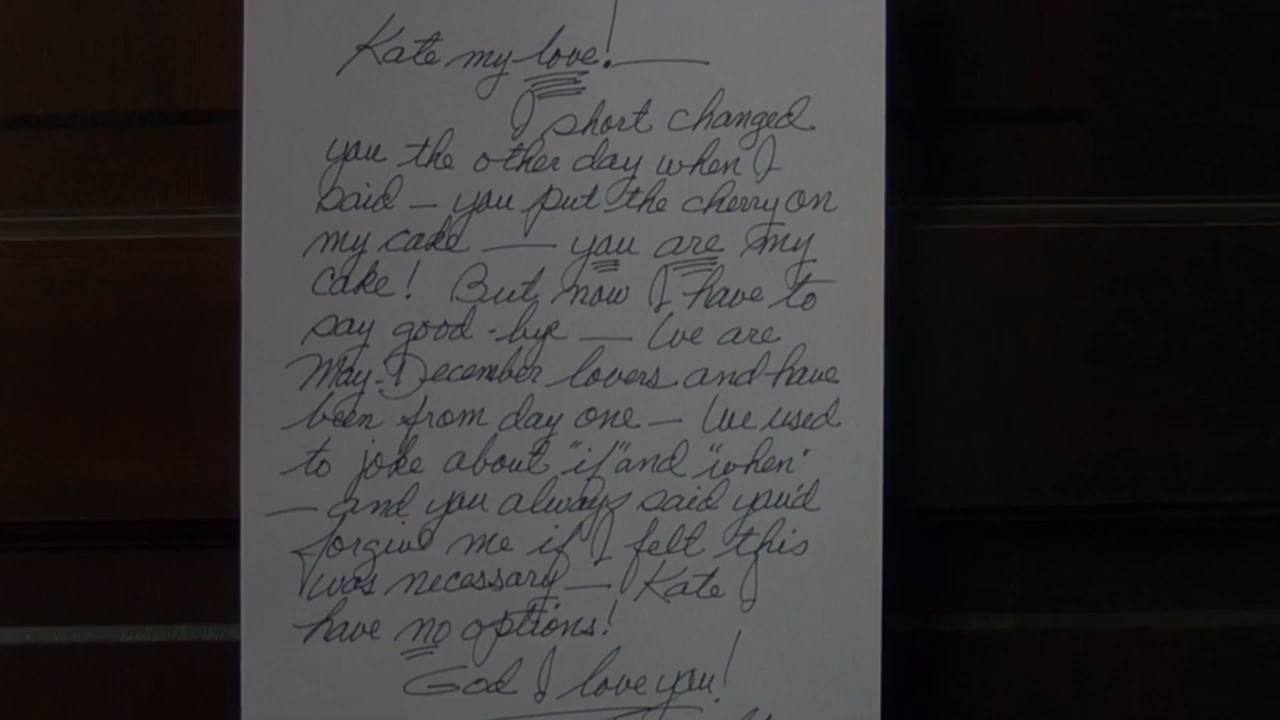 Kate my love! —
I short changed
you the other day when I
said — you put the cherry on
my cake — you are my
cake! But now I have to
say good-bye — We are
May-December lovers and have
been from day one — We used
to joke about "if" and "when"
— and you always said you'd
forgive me if I felt this
was necessary — Kate I
have no options!
God I love you!